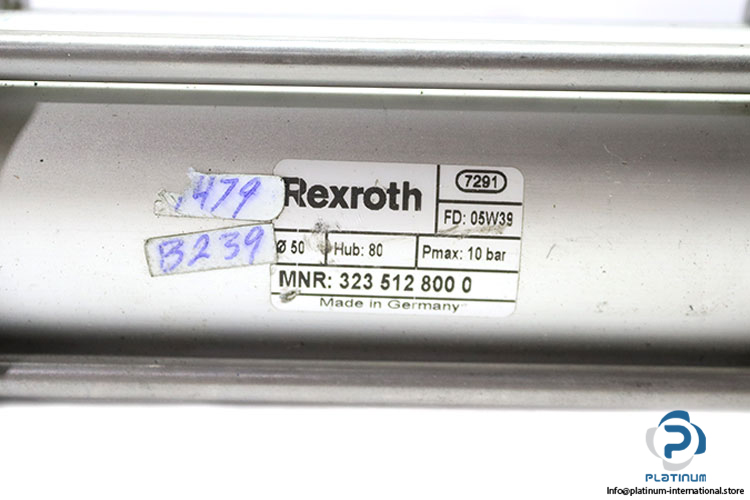 Rexroth
7291
FD: 05W39
Ø 50
Hub: 80
Pmax: 10 bar
MNR: 323 512 800 0
Made in Germany
479
B239
PLATINUM
Info@platinum-international.store